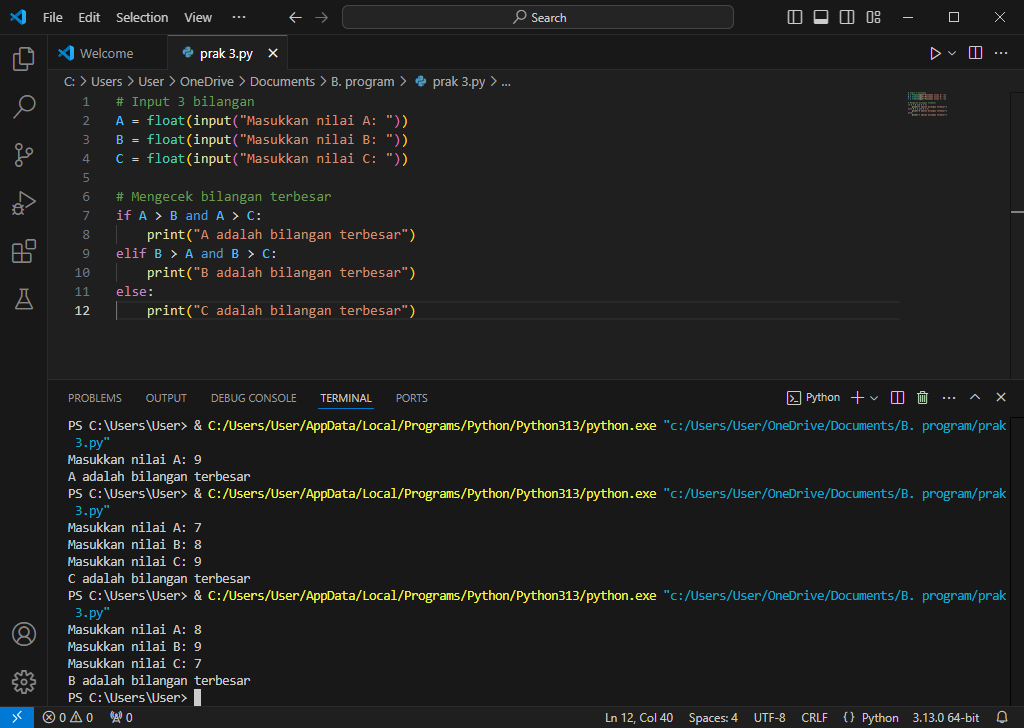 File Edit Selection View ··· Search
Welcome prak 3.py
C: > Users > User > OneDrive > Documents > B. program > prak 3.py > ...
1 # Input 3 bilangan
2 A = float(input("Masukkan nilai A: "))
3 B = float(input("Masukkan nilai B: "))
4 C = float(input("Masukkan nilai C: "))
5
6 # Mengecek bilangan terbesar
7 if A > B and A > C:
8 print("A adalah bilangan terbesar")
9 elif B > A and B > C:
10 print("B adalah bilangan terbesar")
11 else:
12 print("C adalah bilangan terbesar")
PROBLEMS OUTPUT DEBUG CONSOLE TERMINAL PORTS Python
PS C:\Users\User> & C:/Users/User/AppData/Local/Programs/Python/Python313/python.exe "c:/Users/User/OneDrive/Documents/B. program/prak
3.py"
Masukkan nilai A: 9
A adalah bilangan terbesar
PS C:\Users\User> & C:/Users/User/AppData/Local/Programs/Python/Python313/python.exe "c:/Users/User/OneDrive/Documents/B. program/prak
3.py"
Masukkan nilai A: 7
Masukkan nilai B: 8
Masukkan nilai C: 9
C adalah bilangan terbesar
PS C:\Users\User> & C:/Users/User/AppData/Local/Programs/Python/Python313/python.exe "c:/Users/User/OneDrive/Documents/B. program/prak
3.py"
Masukkan nilai A: 8
Masukkan nilai B: 9
Masukkan nilai C: 7
B adalah bilangan terbesar
PS C:\Users\User>
0 0 0 Ln 12, Col 40 Spaces: 4 UTF-8 CRLF {} Python 3.13.0 64-bit